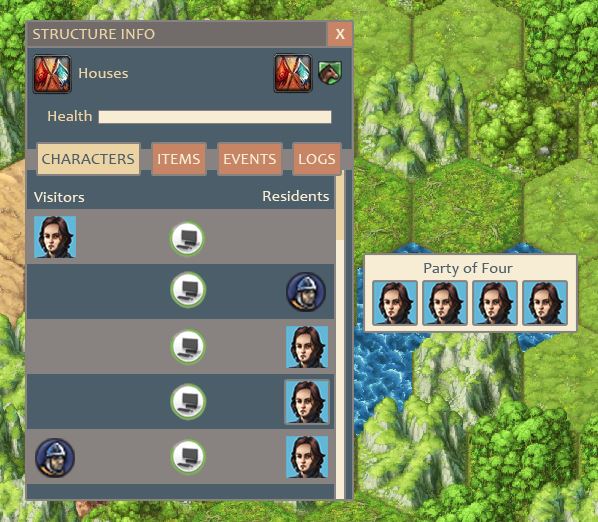 STRUCTURE INFO X
Houses
Health
CHARACTERS ITEMS EVENTS LOGS
Visitors Residents
Party of Four